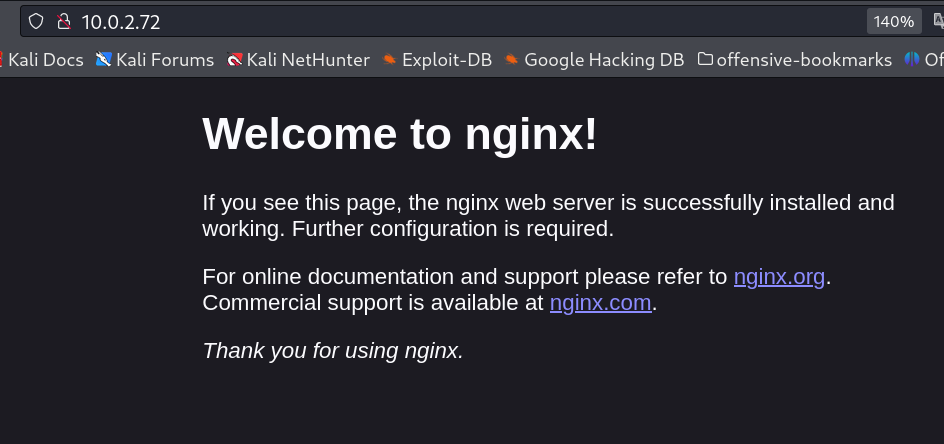 10.0.2.72
140%
Kali Docs Kali Forums Kali NetHunter Exploit-DB Google Hacking DB offensive-bookmarks Of
Welcome to nginx!
If you see this page, the nginx web server is successfully installed and
working. Further configuration is required.
For online documentation and support please refer to nginx.org.
Commercial support is available at nginx.com.
Thank you for using nginx.